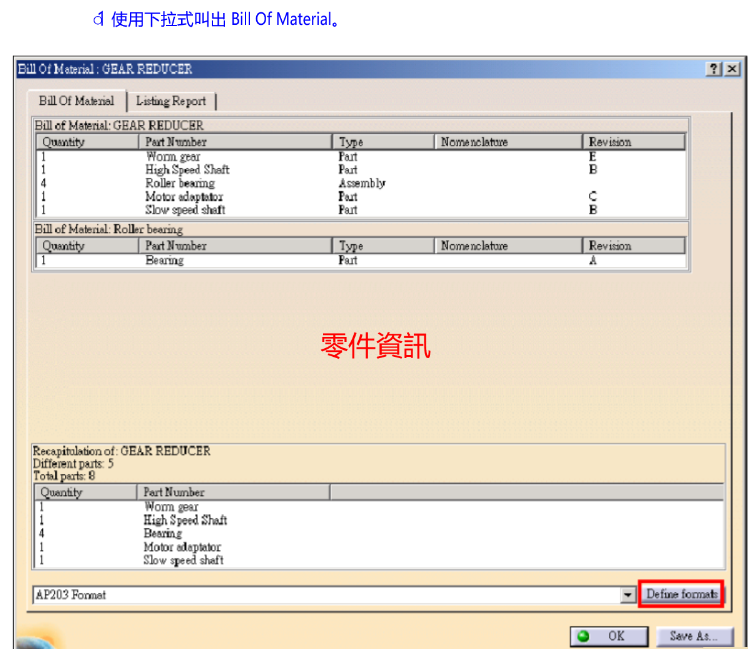 使用下拉式叫出 Bill Of Material。
Bill Of Material : GEAR REDUCER
Bill Of Material Listing Report
Bill of Material: GEAR REDUCER
Quantity Part Number Type Nomenclature Revision
1 Worm gear Part E
1 High Speed Shaft Part B
4 Roller bearing Assembly
1 Motor adaptator Part C
1 Slow speed shaft Part B
Bill of Material: Roller bearing
Quantity Part Number Type Nomenclature Revision
1 Bearing Part A
零件資訊
Recapitulation of: GEAR REDUCER
Different parts: 5
Total parts: 8
Quantity Part Number
1 Worm gear
1 High Speed Shaft
4 Bearing
1 Motor adaptator
1 Slow speed shaft
AP203 Format Define formats
OK Save As...